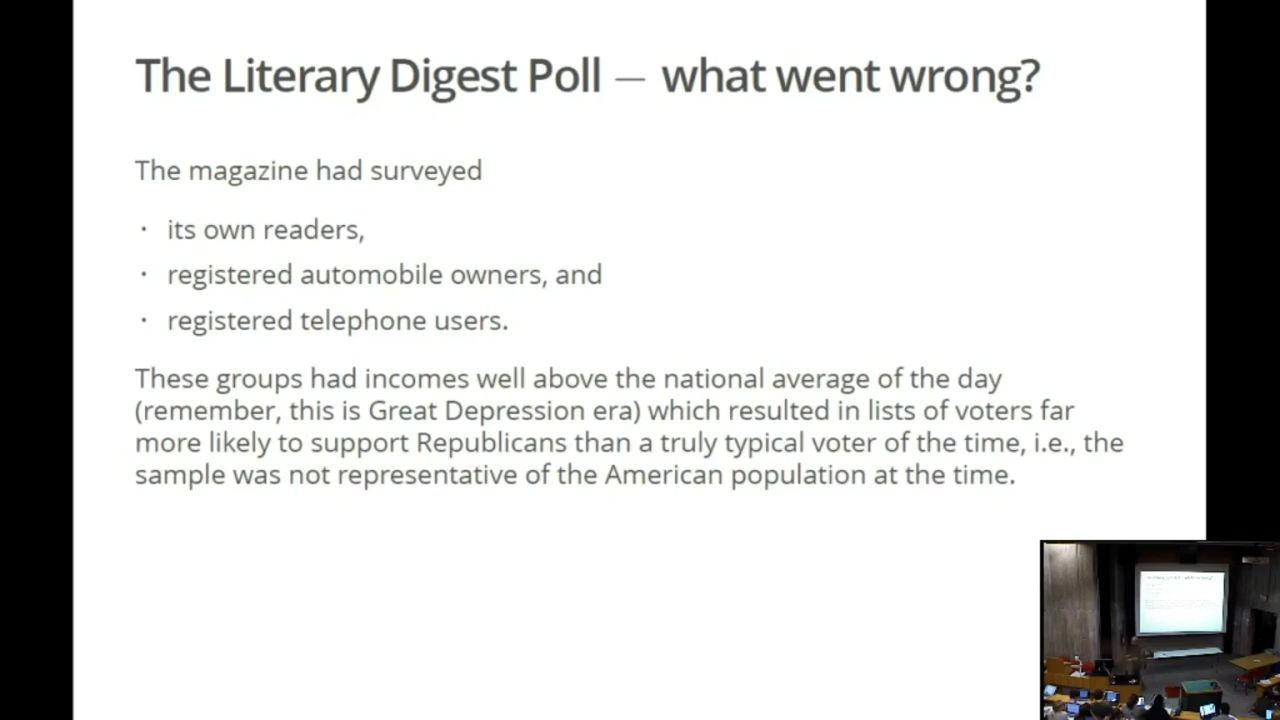 The Literary Digest Poll — what went wrong?
The magazine had surveyed
· its own readers,
· registered automobile owners, and
· registered telephone users.
These groups had incomes well above the national average of the day
(remember, this is Great Depression era) which resulted in lists of voters far
more likely to support Republicans than a truly typical voter of the time, i.e., the
sample was not representative of the American population at the time.